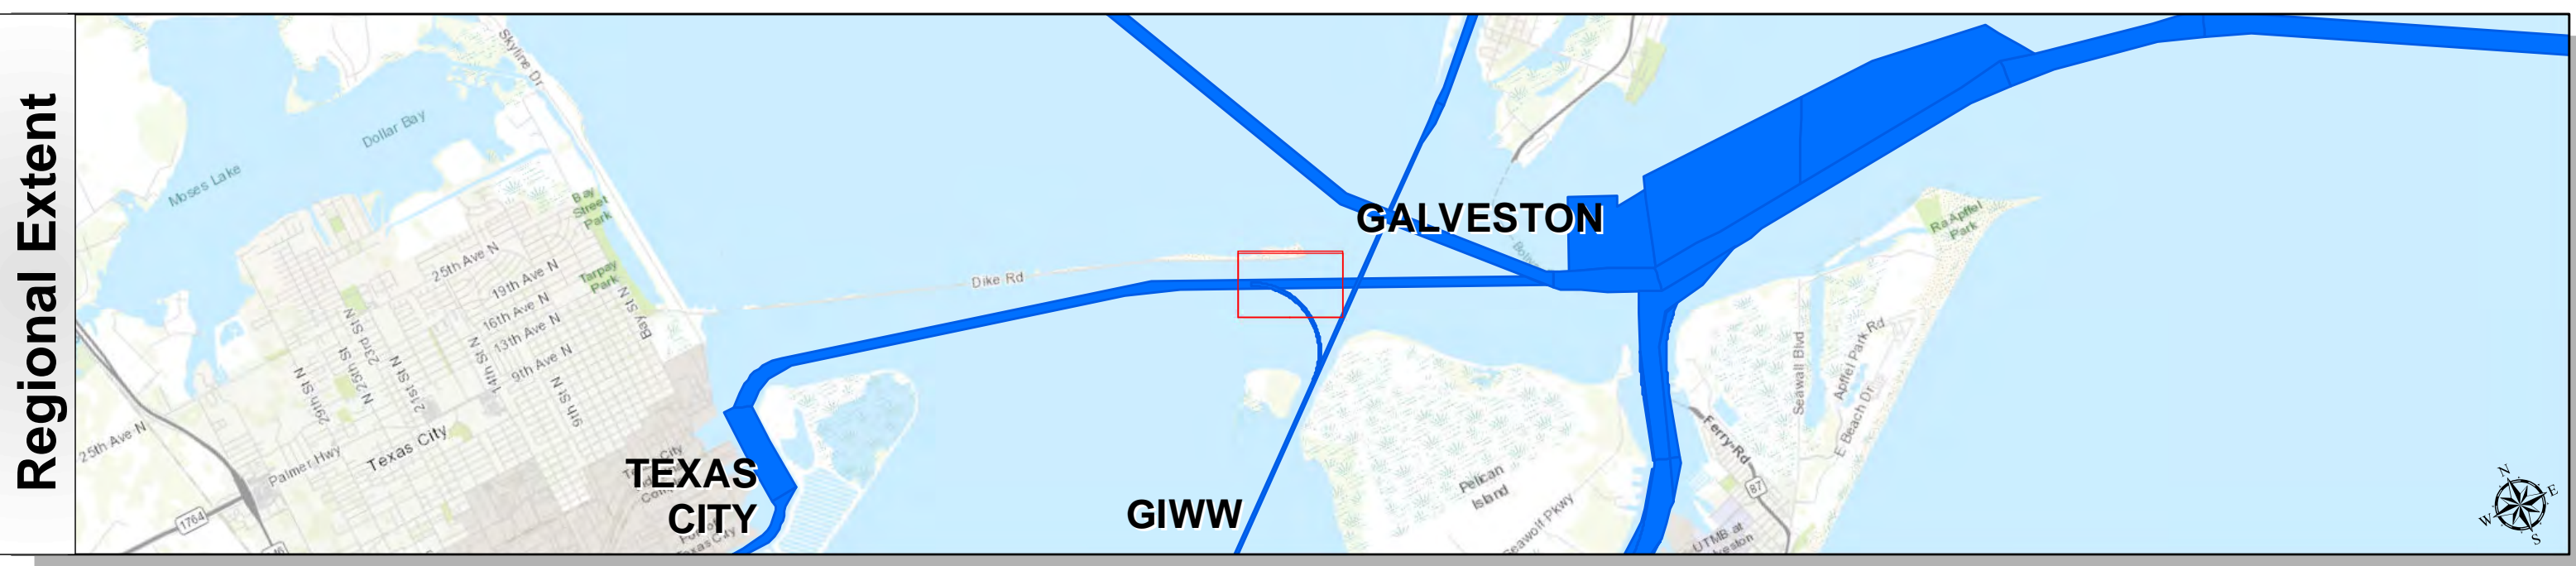 Regional Extent
Skyline Dr
Dollar Bay
Moses Lake
Bay
Street
Park
25th Ave N
Tarpay
Park
19th Ave N
16th Ave N
13th Ave N
9th Ave N
Bay St N
29th St N
N 25th St
23rd St N
21st St N
14th St N
9th St N
25th Ave N
Palmer Hwy
Texas City
1764
Dike Rd
TEXAS
CITY
GIWW
GALVESTON
Pelican
Island
Seawolf Pkwy
Ferry Rd
87
UTMB at
Seawall Blvd
Apffel Park Rd
E Beach Dr
Ra Apffel
Park
N
E
W
S